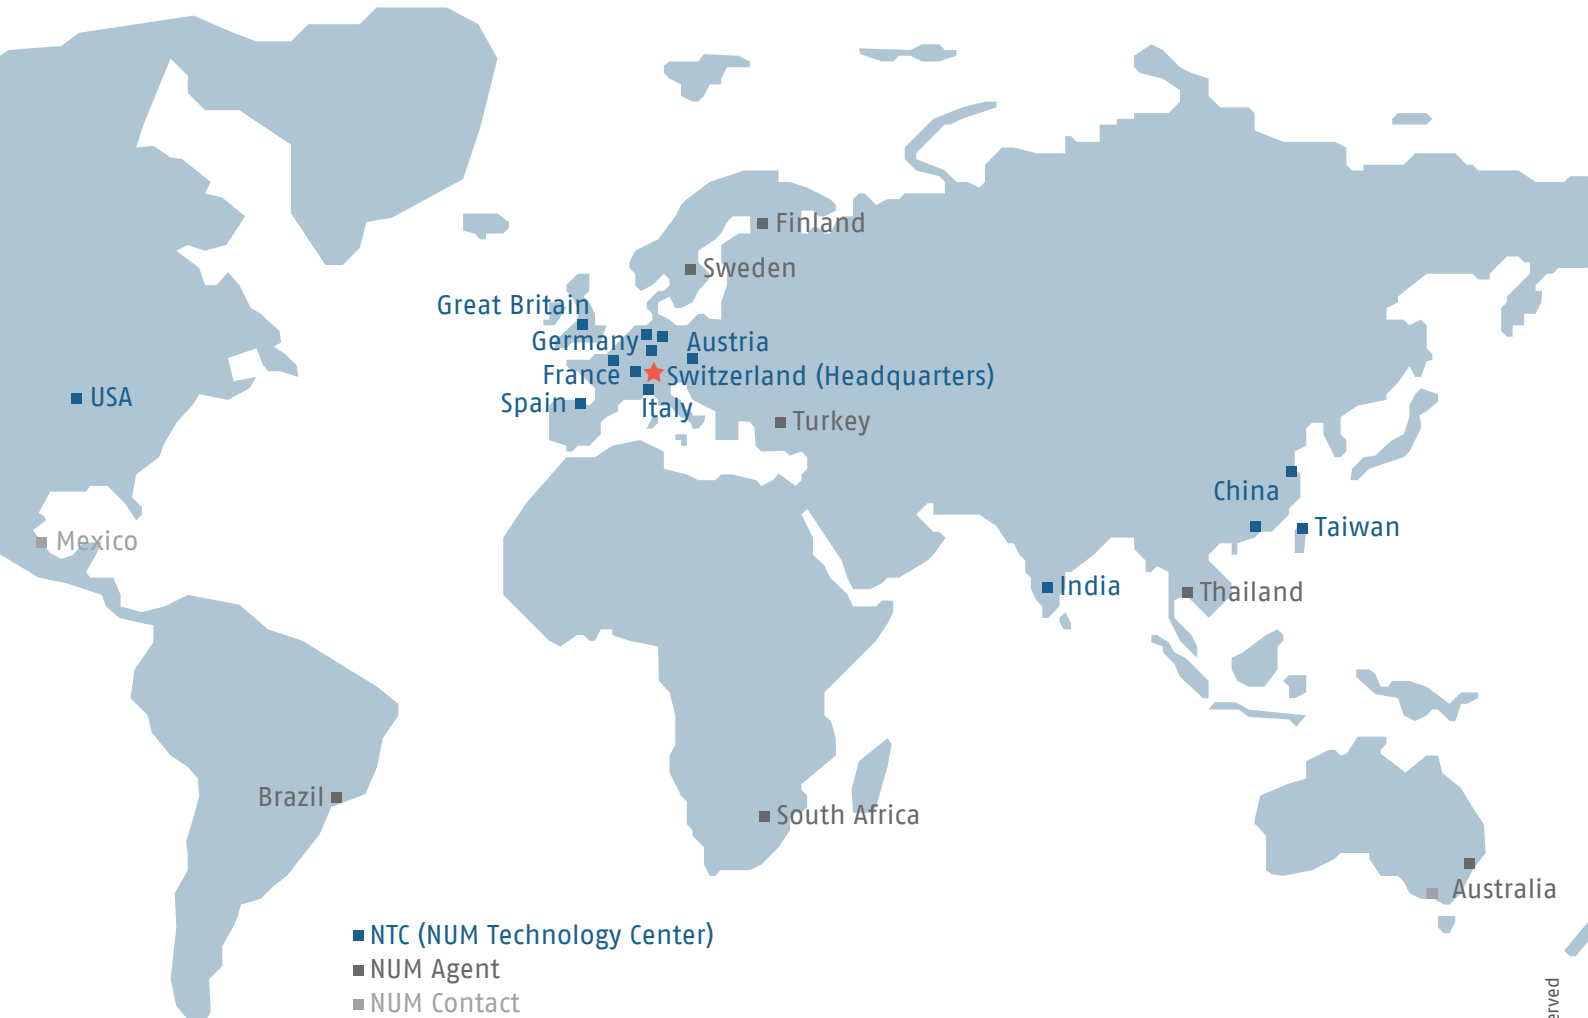 Finland
Sweden
Great Britain
Germany
Austria
France
Switzerland (Headquarters)
USA
Spain
Italy
Turkey
China
Taiwan
Mexico
India
Thailand
Brazil
South Africa
Australia
NTC (NUM Technology Center)
NUM Agent
NUM Contact